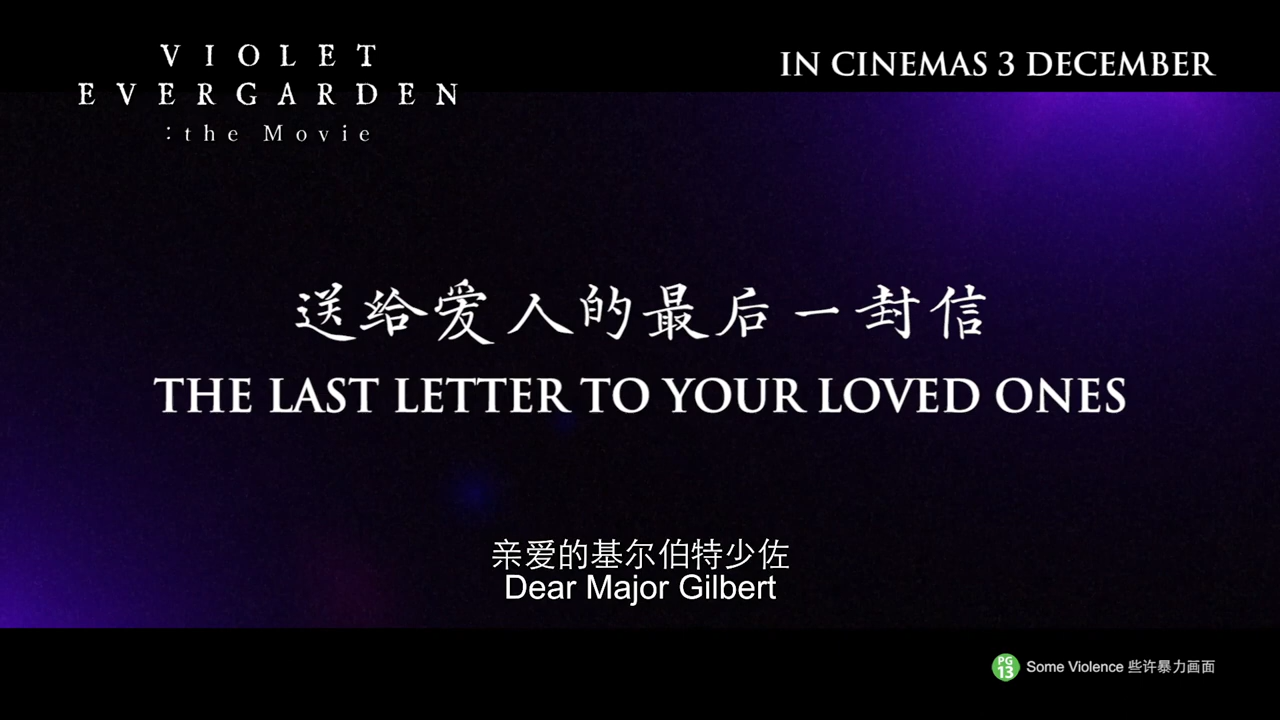 VIOLET
EVERGARDEN
: the Movie
IN CINEMAS 3 DECEMBER
送给爱人的最后一封信
THE LAST LETTER TO YOUR LOVED ONES
亲爱的基尔伯特少佐
Dear Major Gilbert
PG
13
Some Violence 些许暴力画面